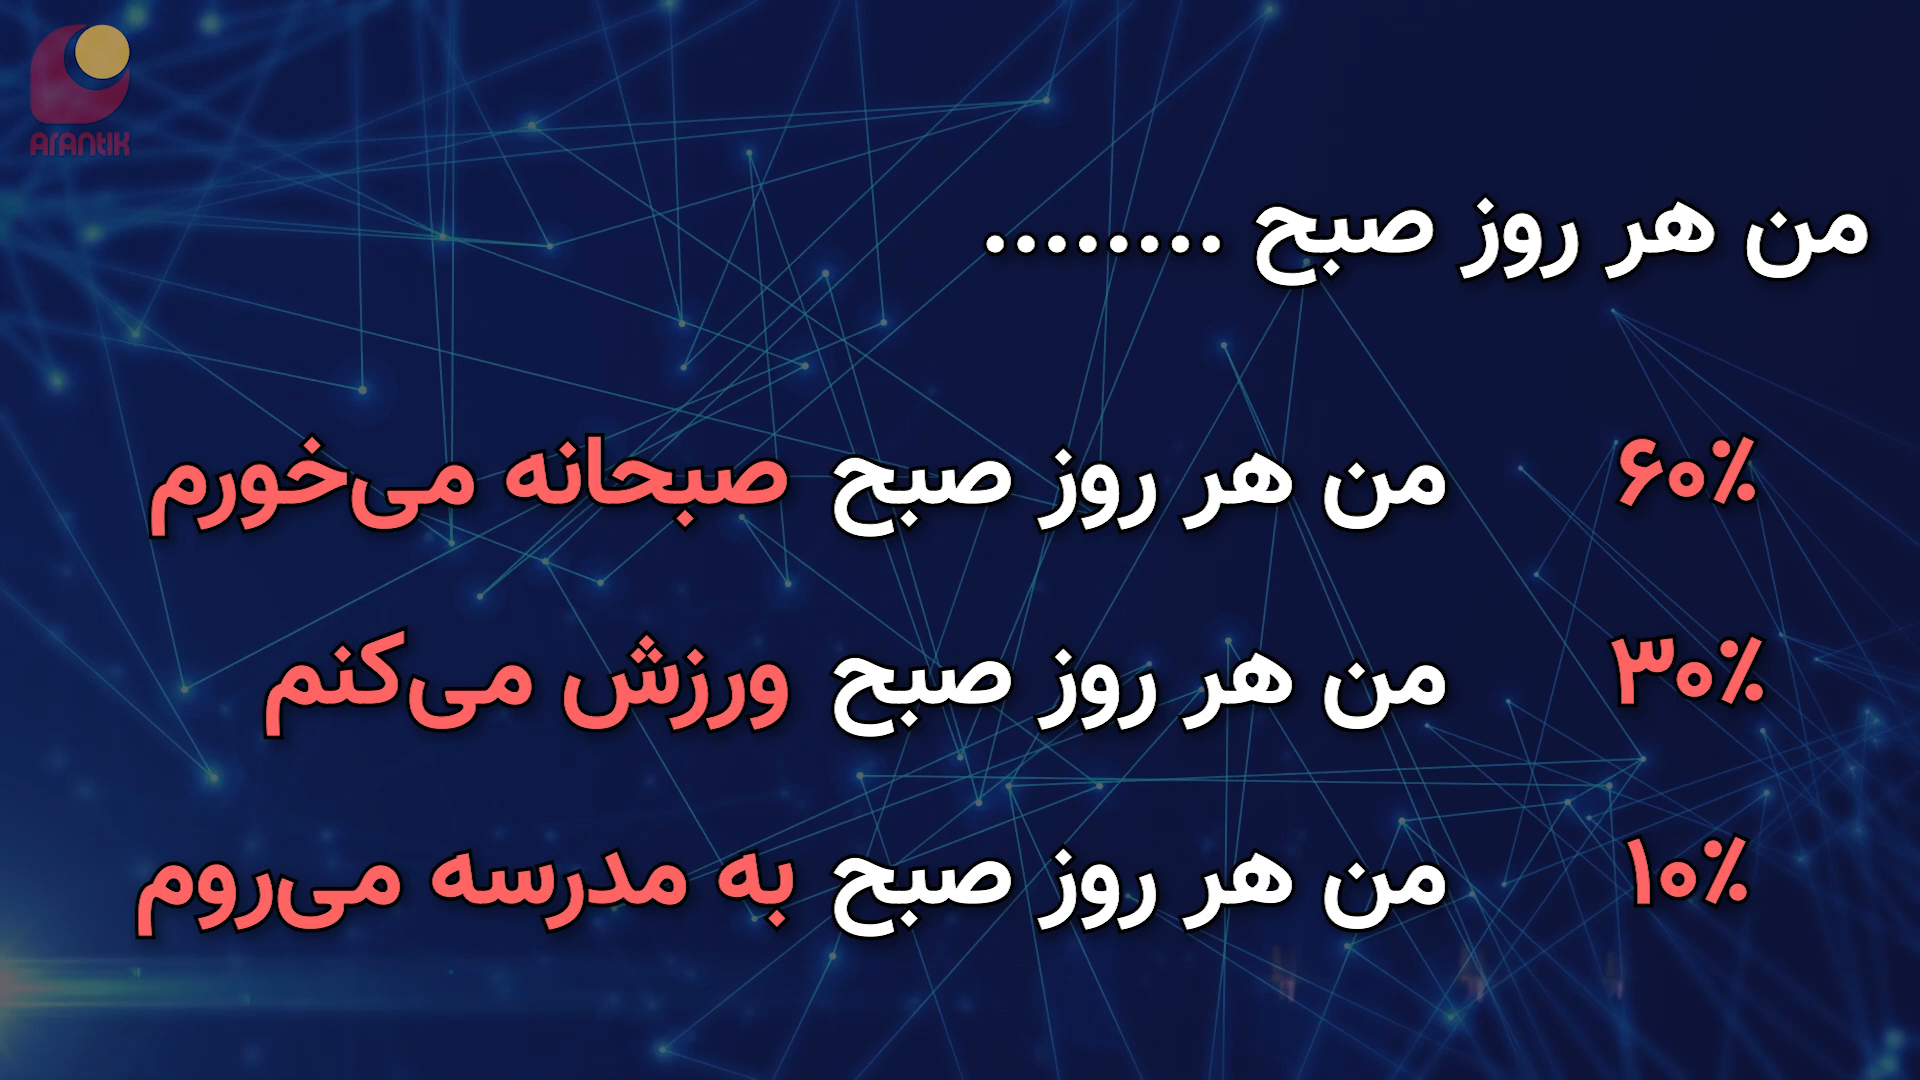 Arantik
من هر روز صبح ........
۶۰٪ من هر روز صبح صبحانه می‌خورم
۳۰٪ من هر روز صبح ورزش می‌کنم
۱۰٪ من هر روز صبح به مدرسه می‌روم